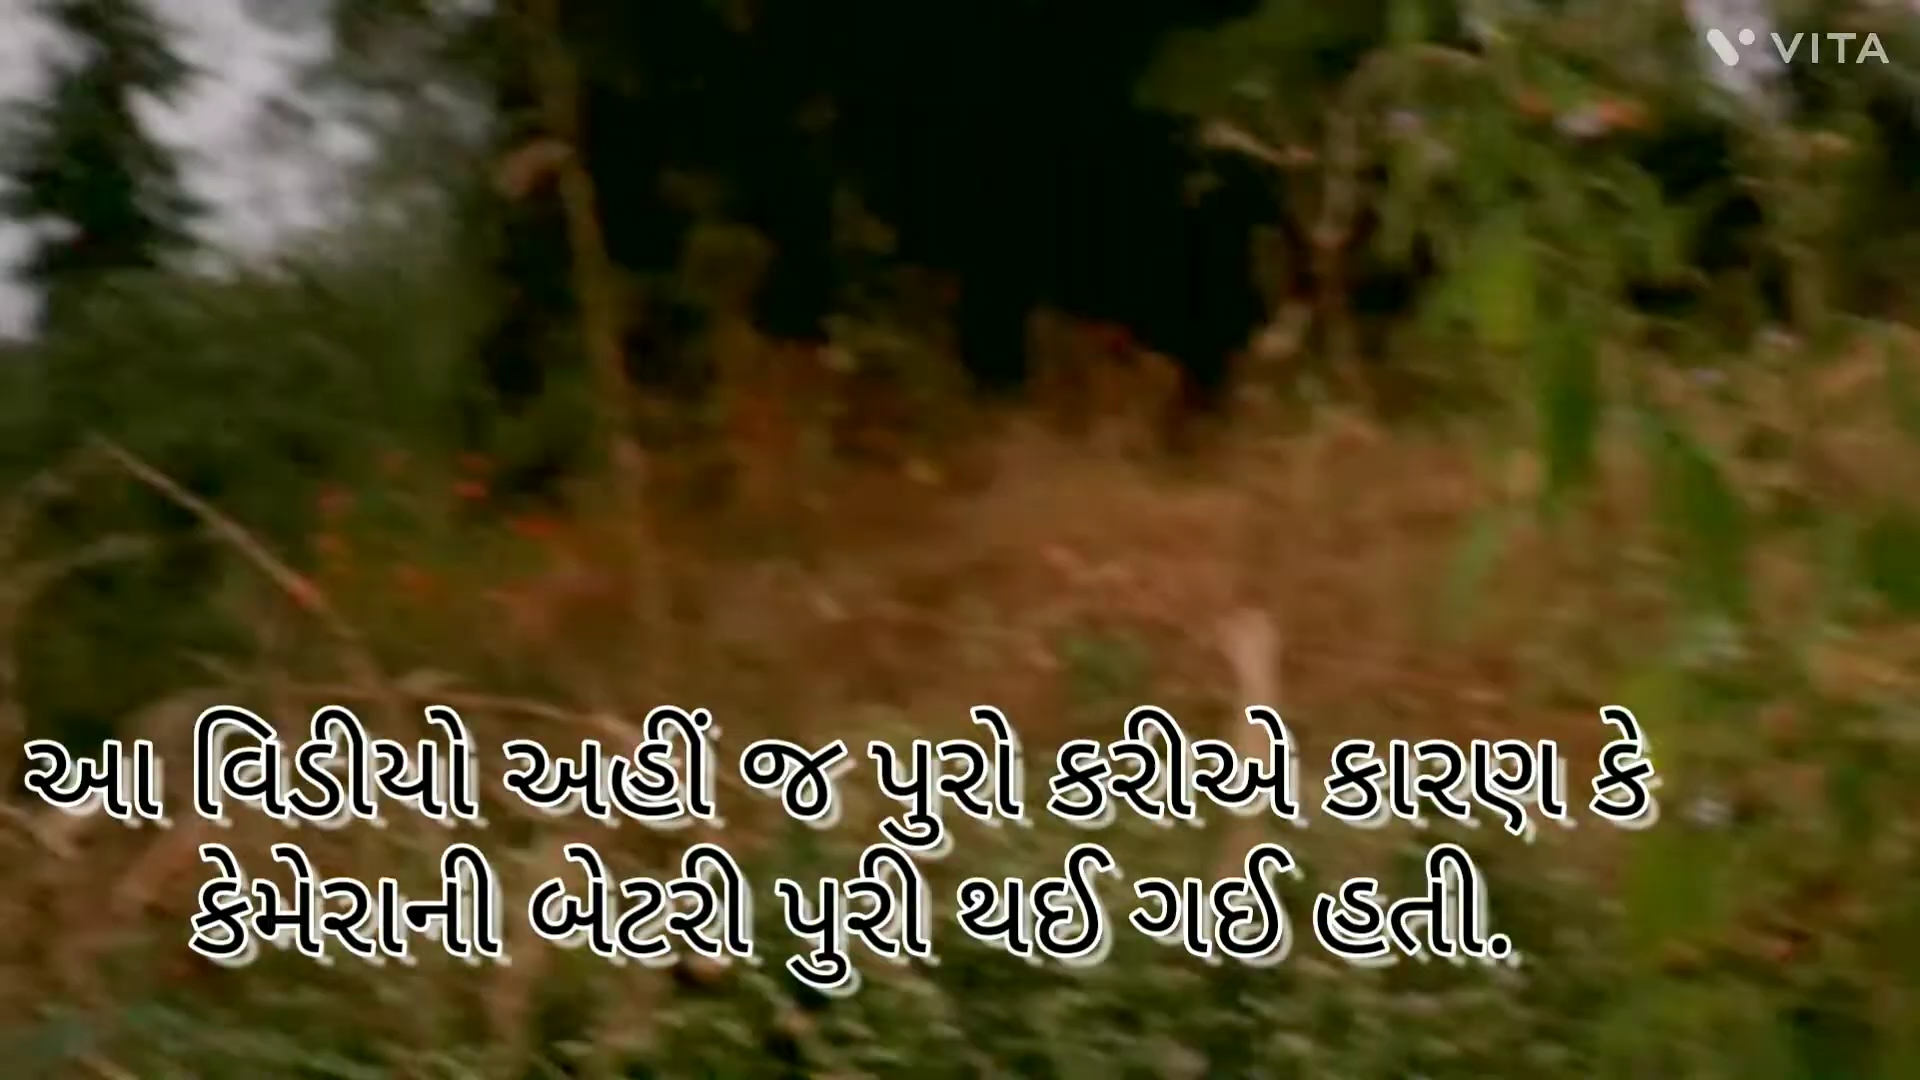 VITA
આ વિડીયો અહીં જ પુરો કરીએ કારણ કે
કેમેરાની બેટરી પુરી થઈ ગઈ હતી.